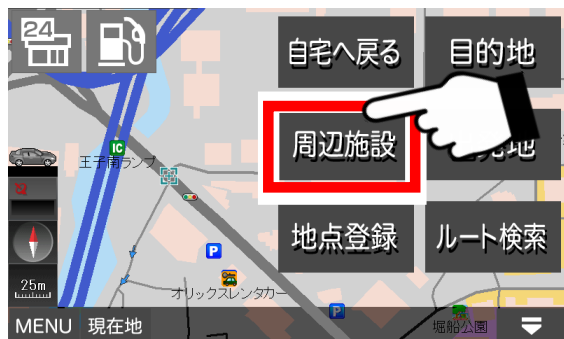 24
自宅へ戻る
目的地
IC
王子南ランプ
周辺施設
地
P
地点登録
ルート検索
25m
オリックスレンタカー
P
堀船公園
MENU
現在地